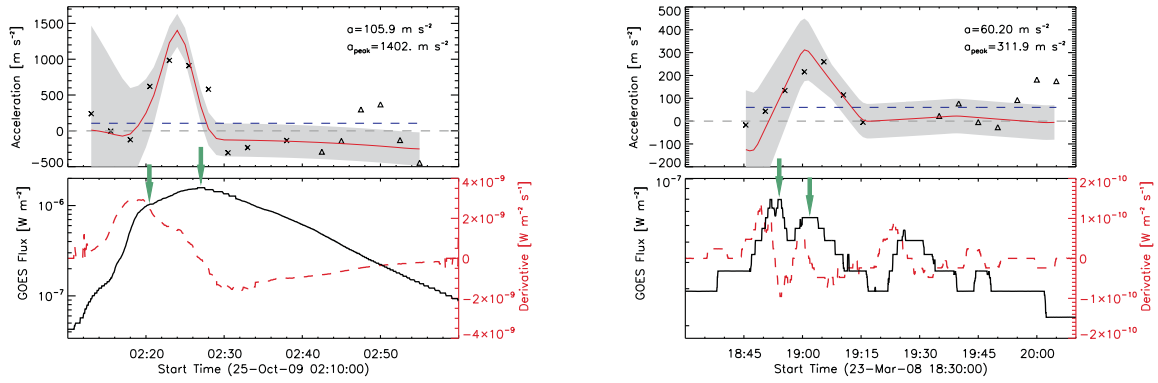 1500
1000
500
0
−500
Acceleration [m s⁻²]
a=105.9 m s⁻²
a_peak=1402. m s⁻²
10⁻⁶
10⁻⁷
GOES Flux [W m⁻²]
4×10⁻⁹
2×10⁻⁹
0
−2×10⁻⁹
−4×10⁻⁹
Derivative [W m⁻² s⁻¹]
02:20 02:30 02:40 02:50
Start Time (25−Oct−09 02:10:00)
500
400
300
200
100
0
−100
−200
Acceleration [m s⁻²]
a=60.20 m s⁻²
a_peak=311.9 m s⁻²
10⁻⁷
GOES Flux [W m⁻²]
2×10⁻¹⁰
1×10⁻¹⁰
0
−1×10⁻¹⁰
−2×10⁻¹⁰
Derivative [W m⁻² s⁻¹]
18:45 19:00 19:15 19:30 19:45 20:00
Start Time (23−Mar−08 18:30:00)